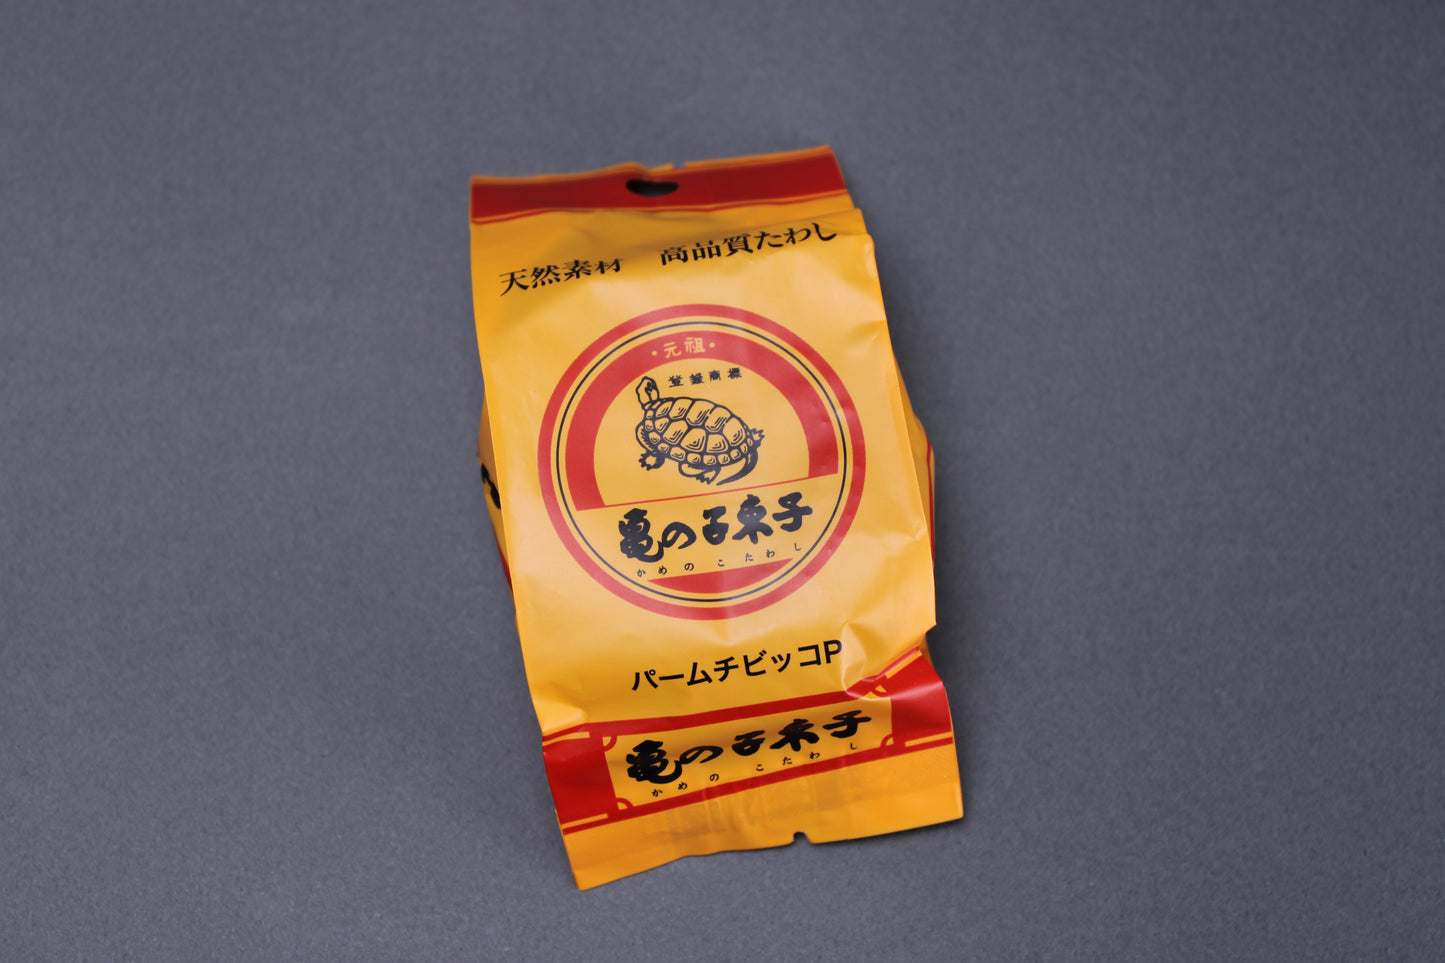 天然素材　高品質たわし
・元祖・
登録商標
亀の子束子
かめのこたわし
パームチビッコP
亀の子束子
かめのこたわし